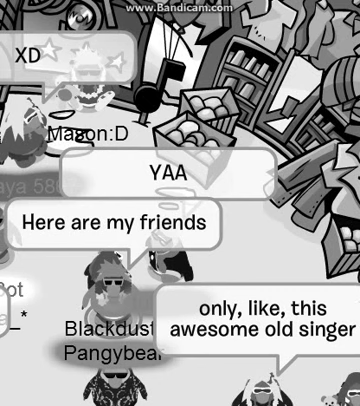 www.Bandicam.com
XD
Mason:D
YAA
Here are my friends
only, like, this
awesome old singer
Blackdust
Pangybear